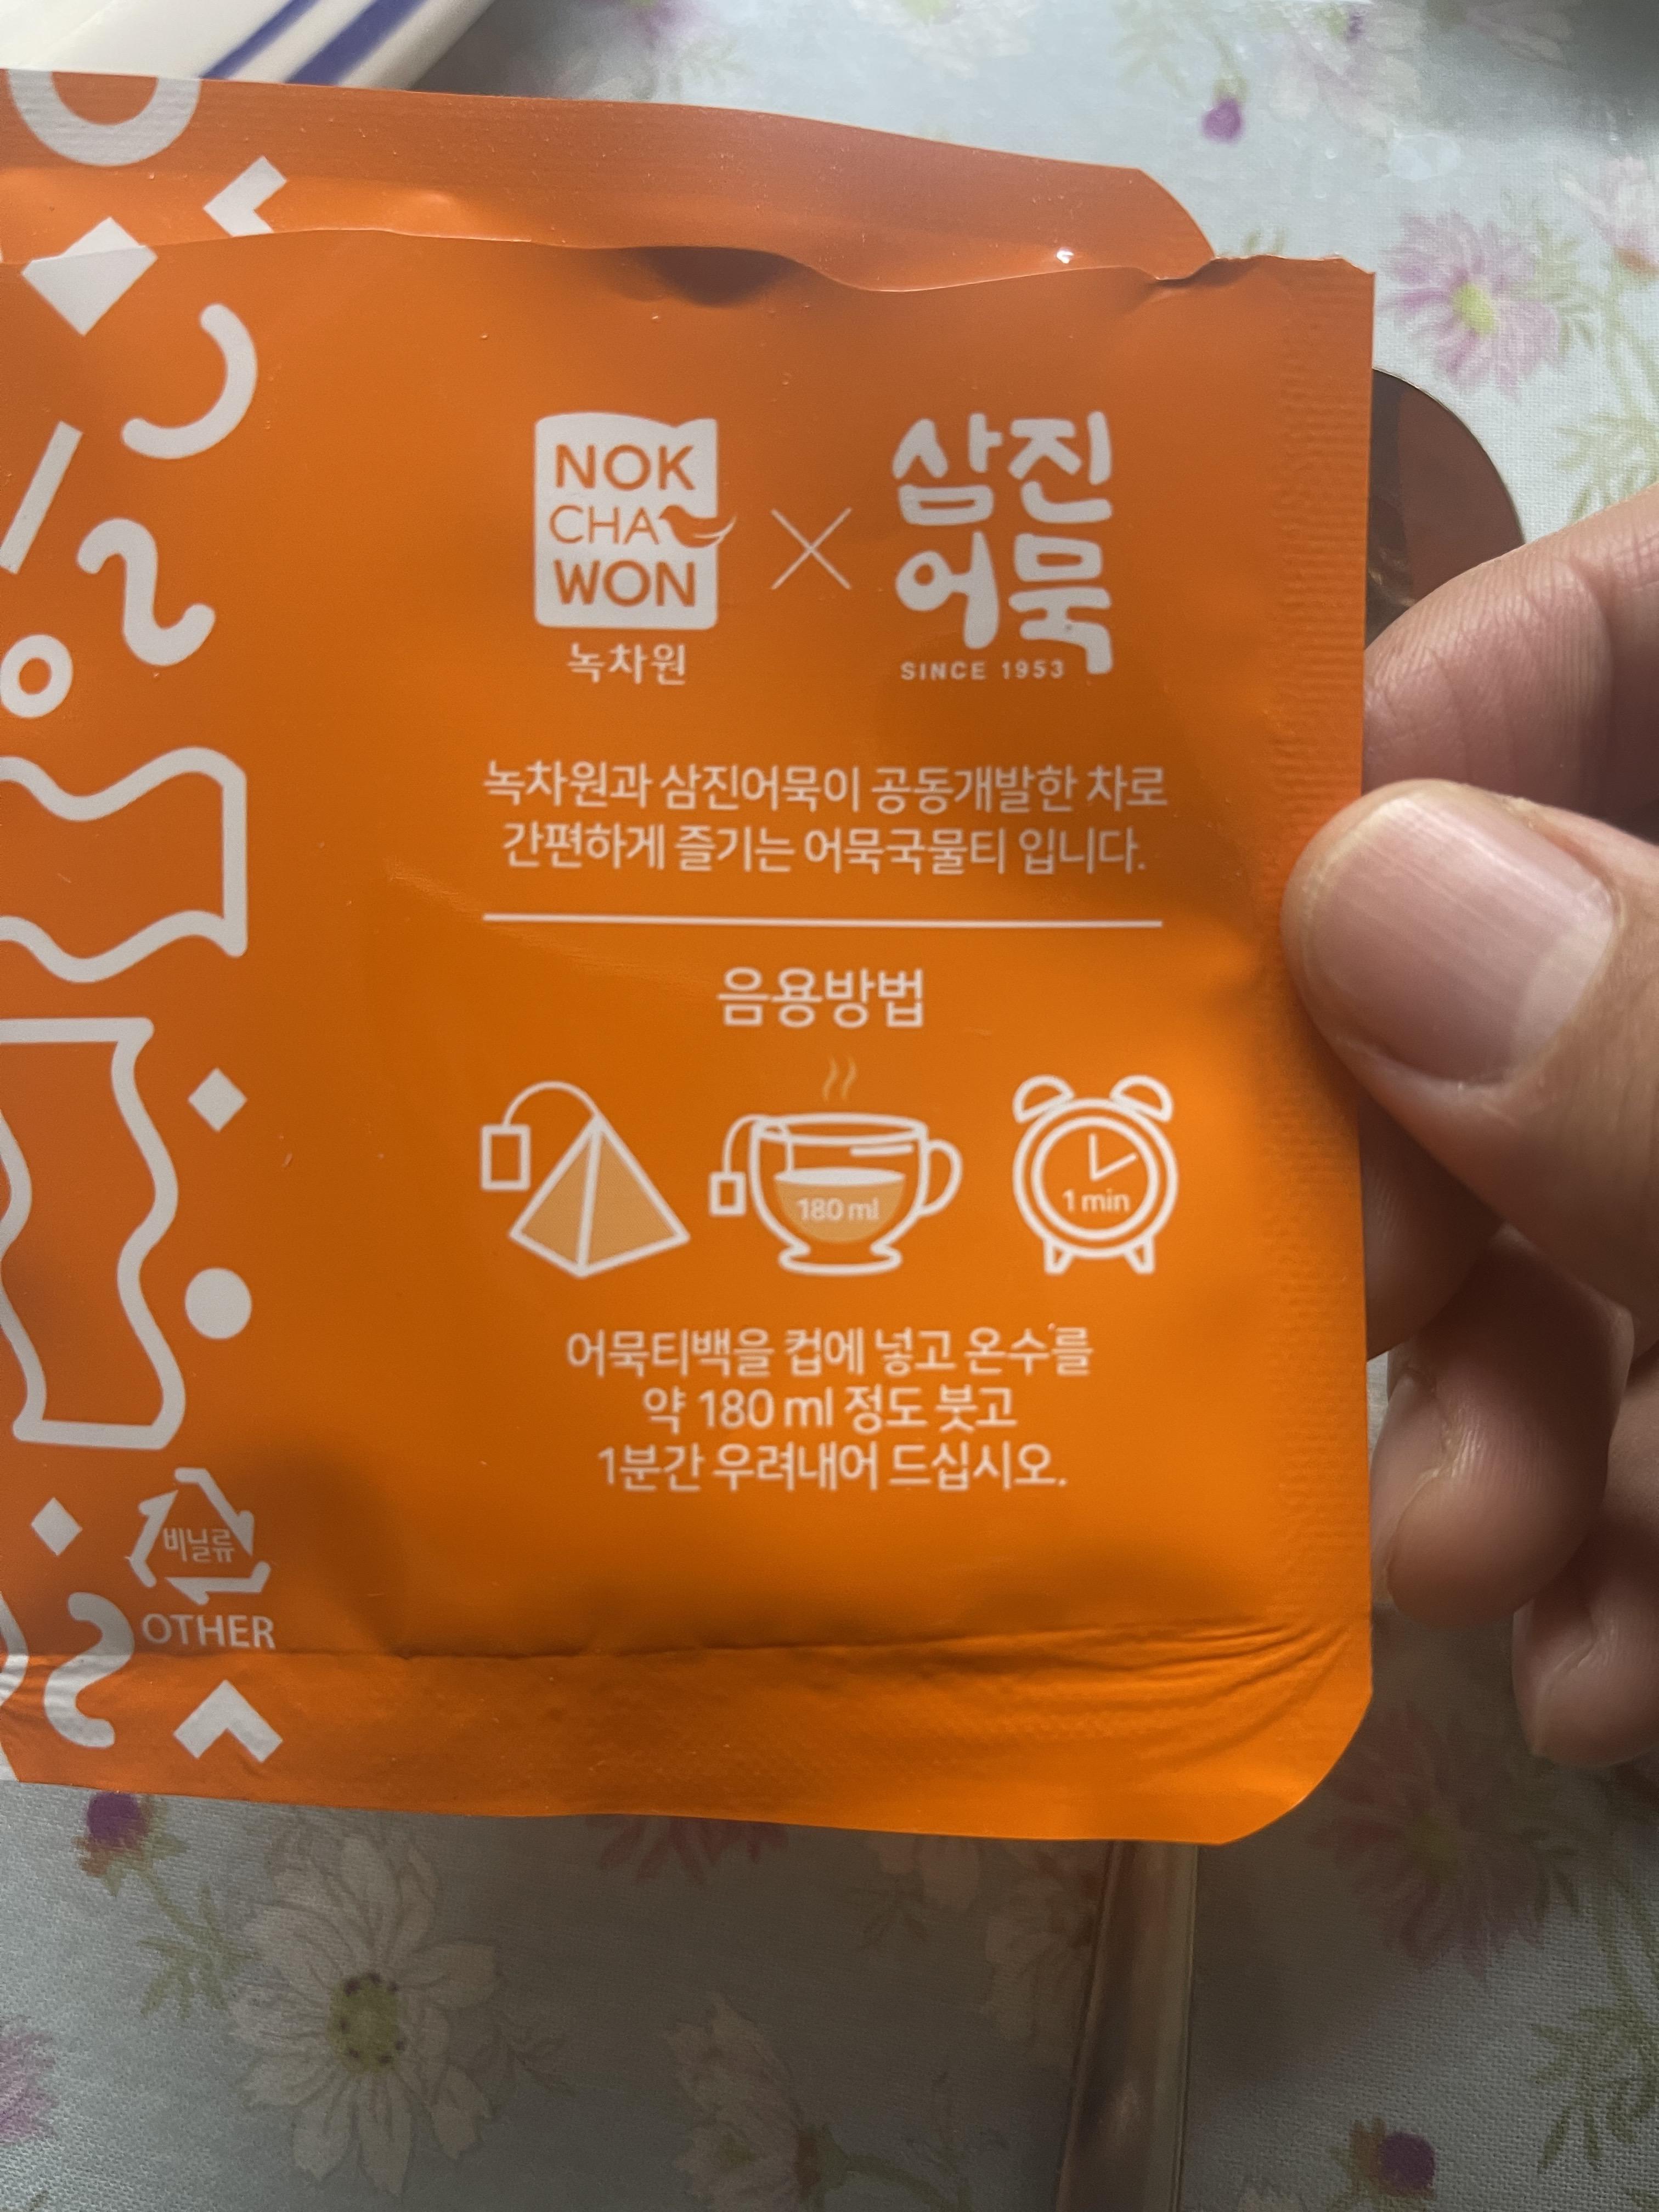 NOK
CHA
WON
녹차원
삼진
어묵
SINCE 1953
녹차원과 삼진어묵이 공동개발한 차로
간편하게 즐기는 어묵국물티 입니다.
음용방법
180 ml
1 min
어묵티백을 컵에 넣고 온수를
약 180 ml 정도 붓고
1분간 우려내어 드십시오.
비닐류
OTHER